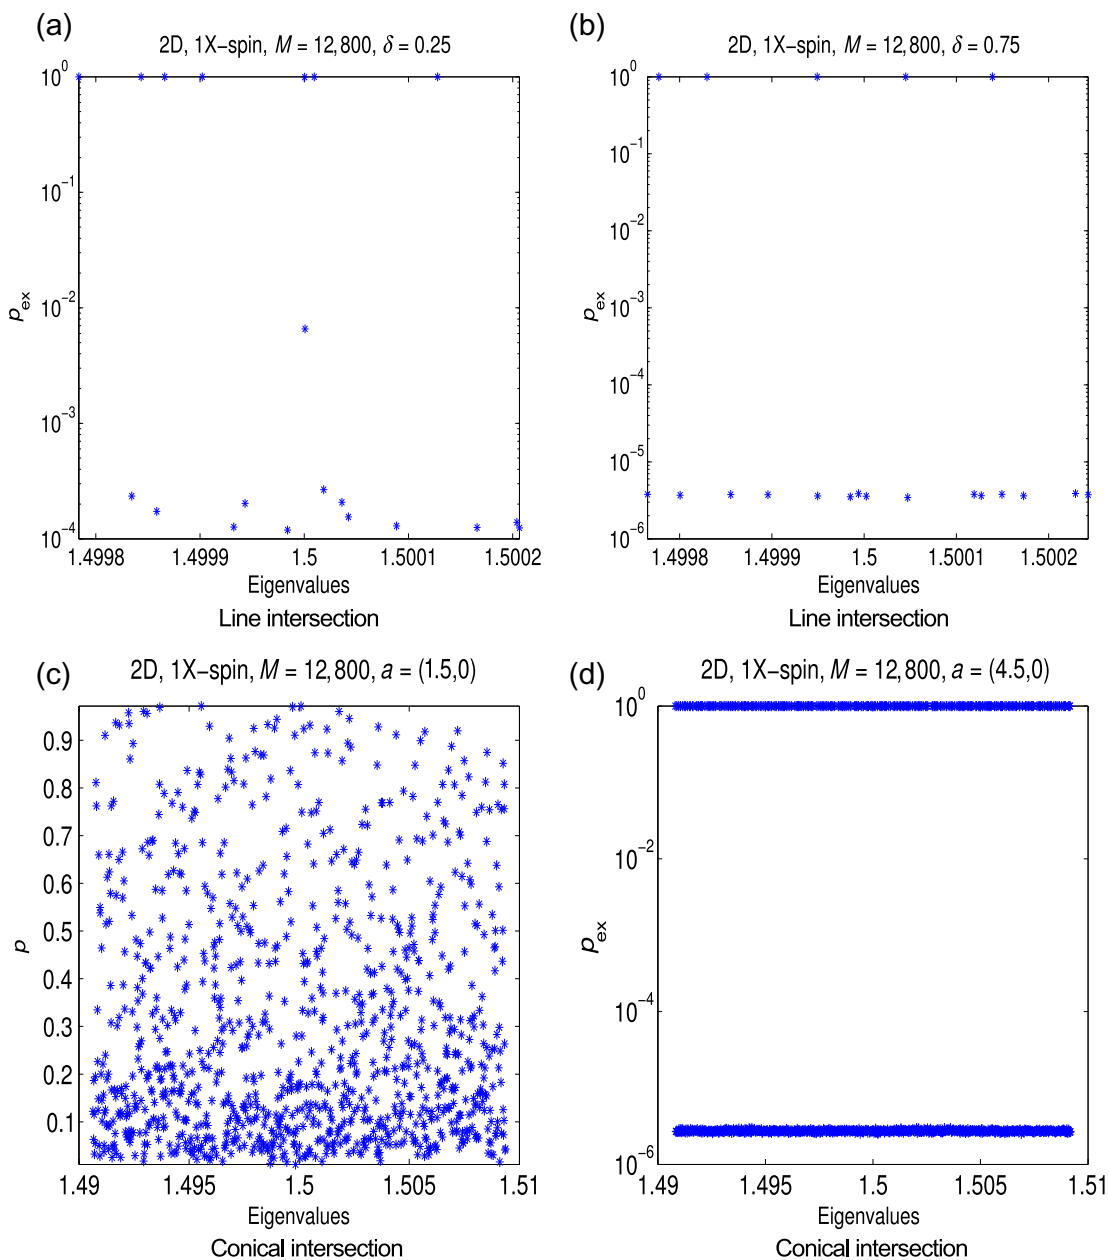 (a)
2D, 1X–spin, M = 12,800, δ = 0.25
10^0
10^-1
10^-2
10^-3
10^-4
p_ex
1.4998 1.4999 1.5 1.5001 1.5002
Eigenvalues
Line intersection
(b)
2D, 1X–spin, M = 12,800, δ = 0.75
10^0
10^-1
10^-2
10^-3
10^-4
10^-5
10^-6
p_ex
1.4998 1.4999 1.5 1.5001 1.5002
Eigenvalues
Line intersection
(c)
2D, 1X–spin, M = 12,800, a = (1.5,0)
0.9
0.8
0.7
0.6
0.5
0.4
0.3
0.2
0.1
p
1.49 1.495 1.5 1.505 1.51
Eigenvalues
Conical intersection
(d)
2D, 1X–spin, M = 12,800, a = (4.5,0)
10^0
10^-2
10^-4
10^-6
p_ex
1.49 1.495 1.5 1.505 1.51
Eigenvalues
Conical intersection